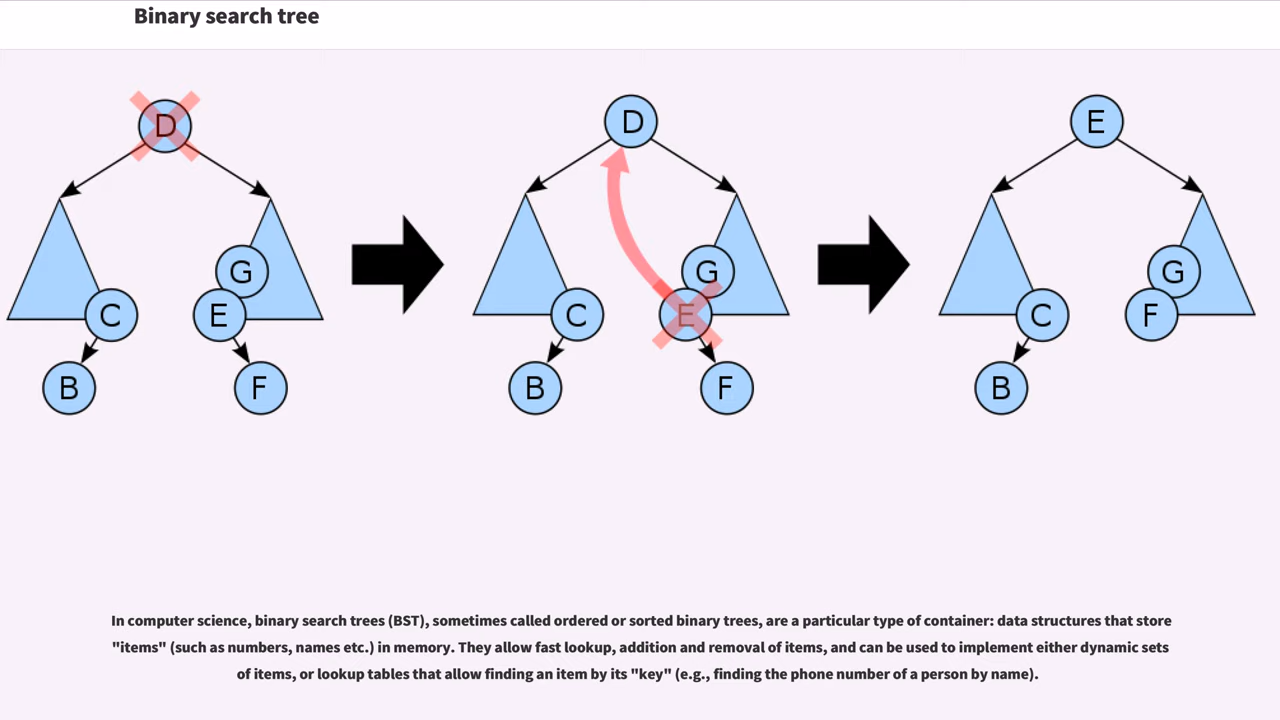 Binary search tree
D D E
G G G
C E C E C F
B F B F B
In computer science, binary search trees (BST), sometimes called ordered or sorted binary trees, are a particular type of container: data structures that store
"items" (such as numbers, names etc.) in memory. They allow fast lookup, addition and removal of items, and can be used to implement either dynamic sets
of items, or lookup tables that allow finding an item by its "key" (e.g., finding the phone number of a person by name).